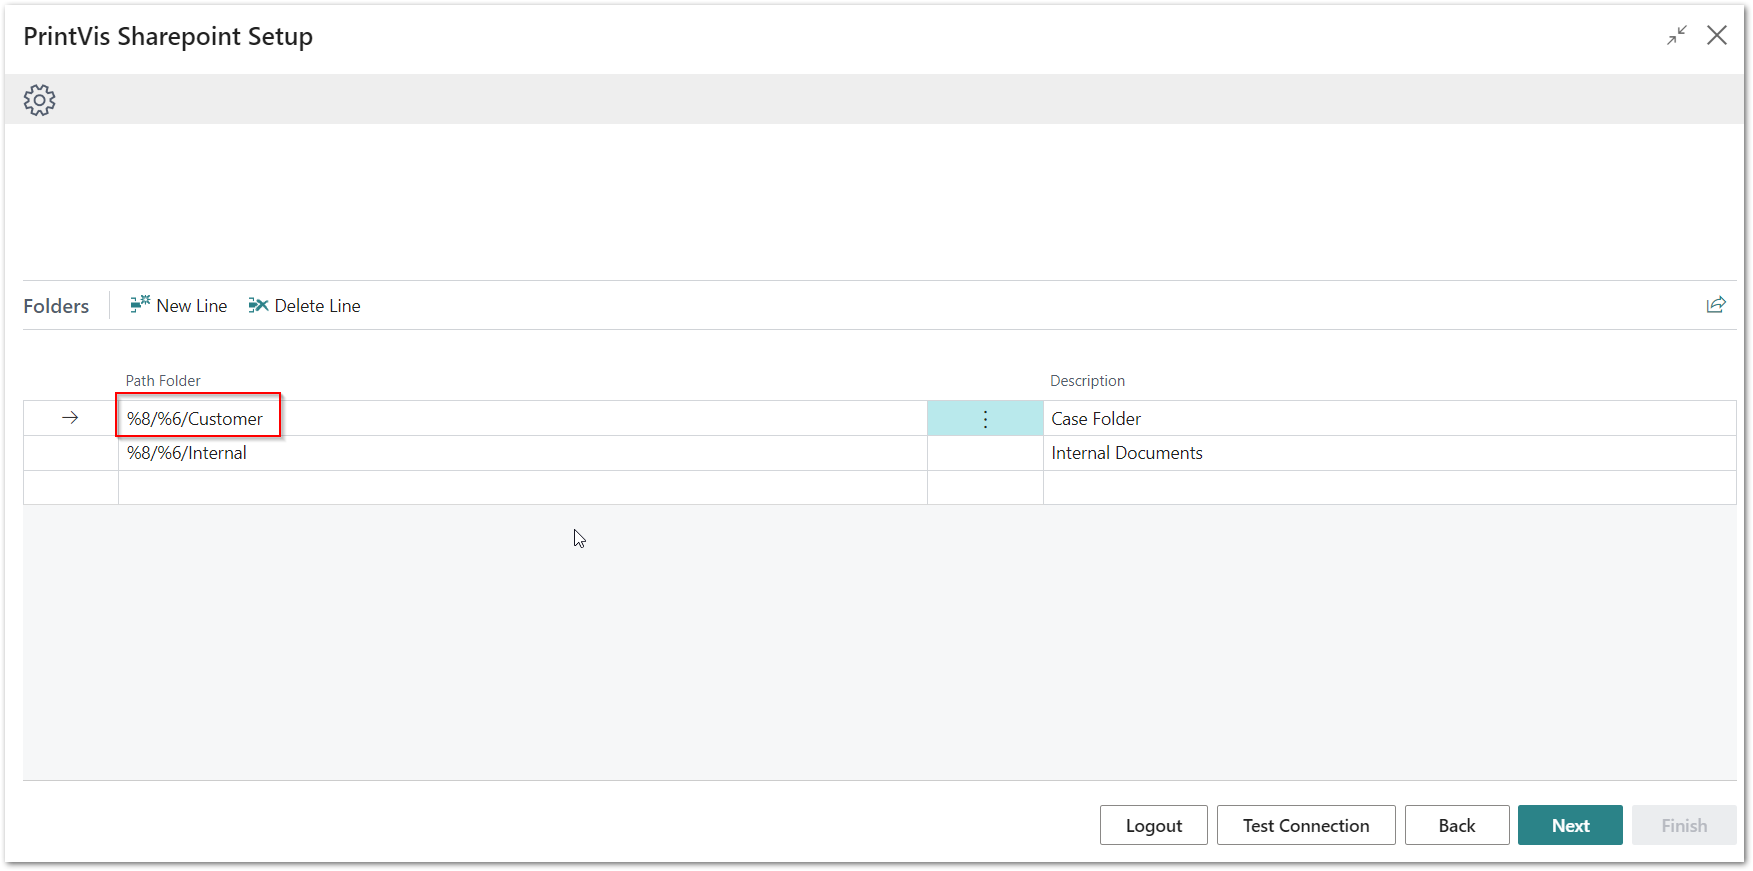 PrintVis Sharepoint Setup
Folders New Line Delete Line
Path Folder Description
%8/%6/Customer Case Folder
%8/%6/Internal Internal Documents
Logout Test Connection Back Next Finish